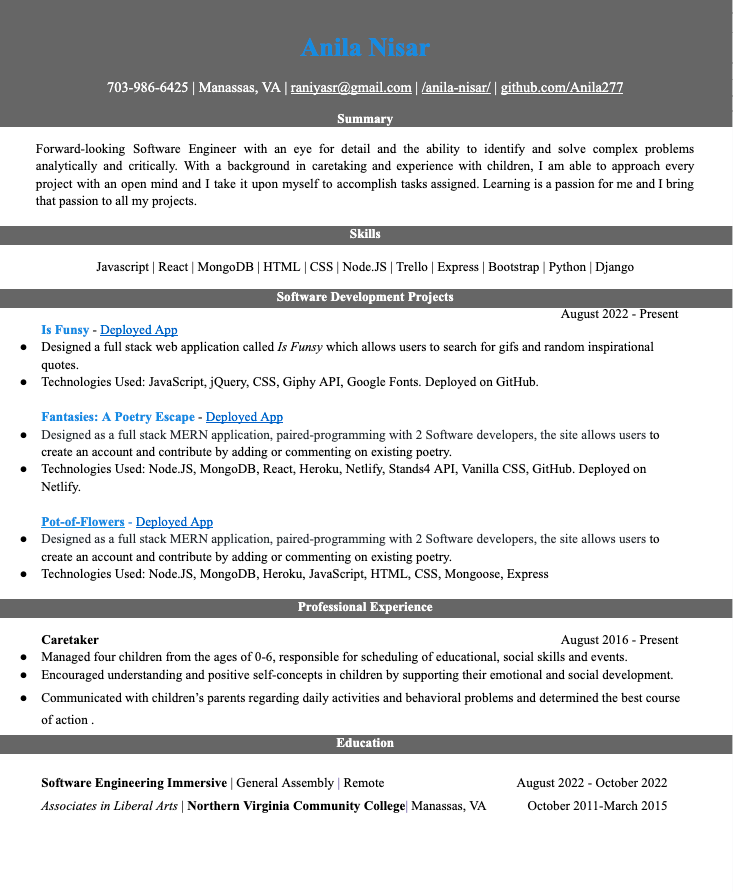 Anila Nisar
703-986-6425 | Manassas, VA | raniyasr@gmail.com | /anila-nisar/ | github.com/Anila277
Summary
Forward-looking Software Engineer with an eye for detail and the ability to identify and solve complex problems
analytically and critically. With a background in caretaking and experience with children, I am able to approach every
project with an open mind and I take it upon myself to accomplish tasks assigned. Learning is a passion for me and I bring
that passion to all my projects.
Skills
Javascript | React | MongoDB | HTML | CSS | Node.JS | Trello | Express | Bootstrap | Python | Django
Software Development Projects
August 2022 - Present
Is Funsy - Deployed App
● Designed a full stack web application called Is Funsy which allows users to search for gifs and random inspirational
quotes.
● Technologies Used: JavaScript, jQuery, CSS, Giphy API, Google Fonts. Deployed on GitHub.
Fantasies: A Poetry Escape - Deployed App
● Designed as a full stack MERN application, paired-programming with 2 Software developers, the site allows users to
create an account and contribute by adding or commenting on existing poetry.
● Technologies Used: Node.JS, MongoDB, React, Heroku, Netlify, Stands4 API, Vanilla CSS, GitHub. Deployed on
Netlify.
Pot-of-Flowers - Deployed App
● Designed as a full stack MERN application, paired-programming with 2 Software developers, the site allows users to
create an account and contribute by adding or commenting on existing poetry.
● Technologies Used: Node.JS, MongoDB, Heroku, JavaScript, HTML, CSS, Mongoose, Express
Professional Experience
Caretaker August 2016 - Present
● Managed four children from the ages of 0-6, responsible for scheduling of educational, social skills and events.
● Encouraged understanding and positive self-concepts in children by supporting their emotional and social development.
● Communicated with children's parents regarding daily activities and behavioral problems and determined the best course
of action .
Education
Software Engineering Immersive | General Assembly | Remote August 2022 - October 2022
Associates in Liberal Arts | Northern Virginia Community College| Manassas, VA October 2011-March 2015